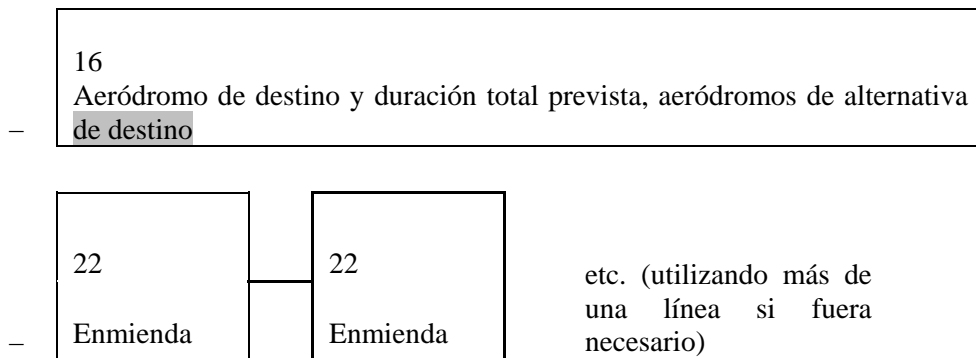 16
Aeródromo de destino y duración total prevista, aeródromos de alternativa
– de destino
22 22
etc. (utilizando más de
una línea si fuera
– Enmienda Enmienda necesario)